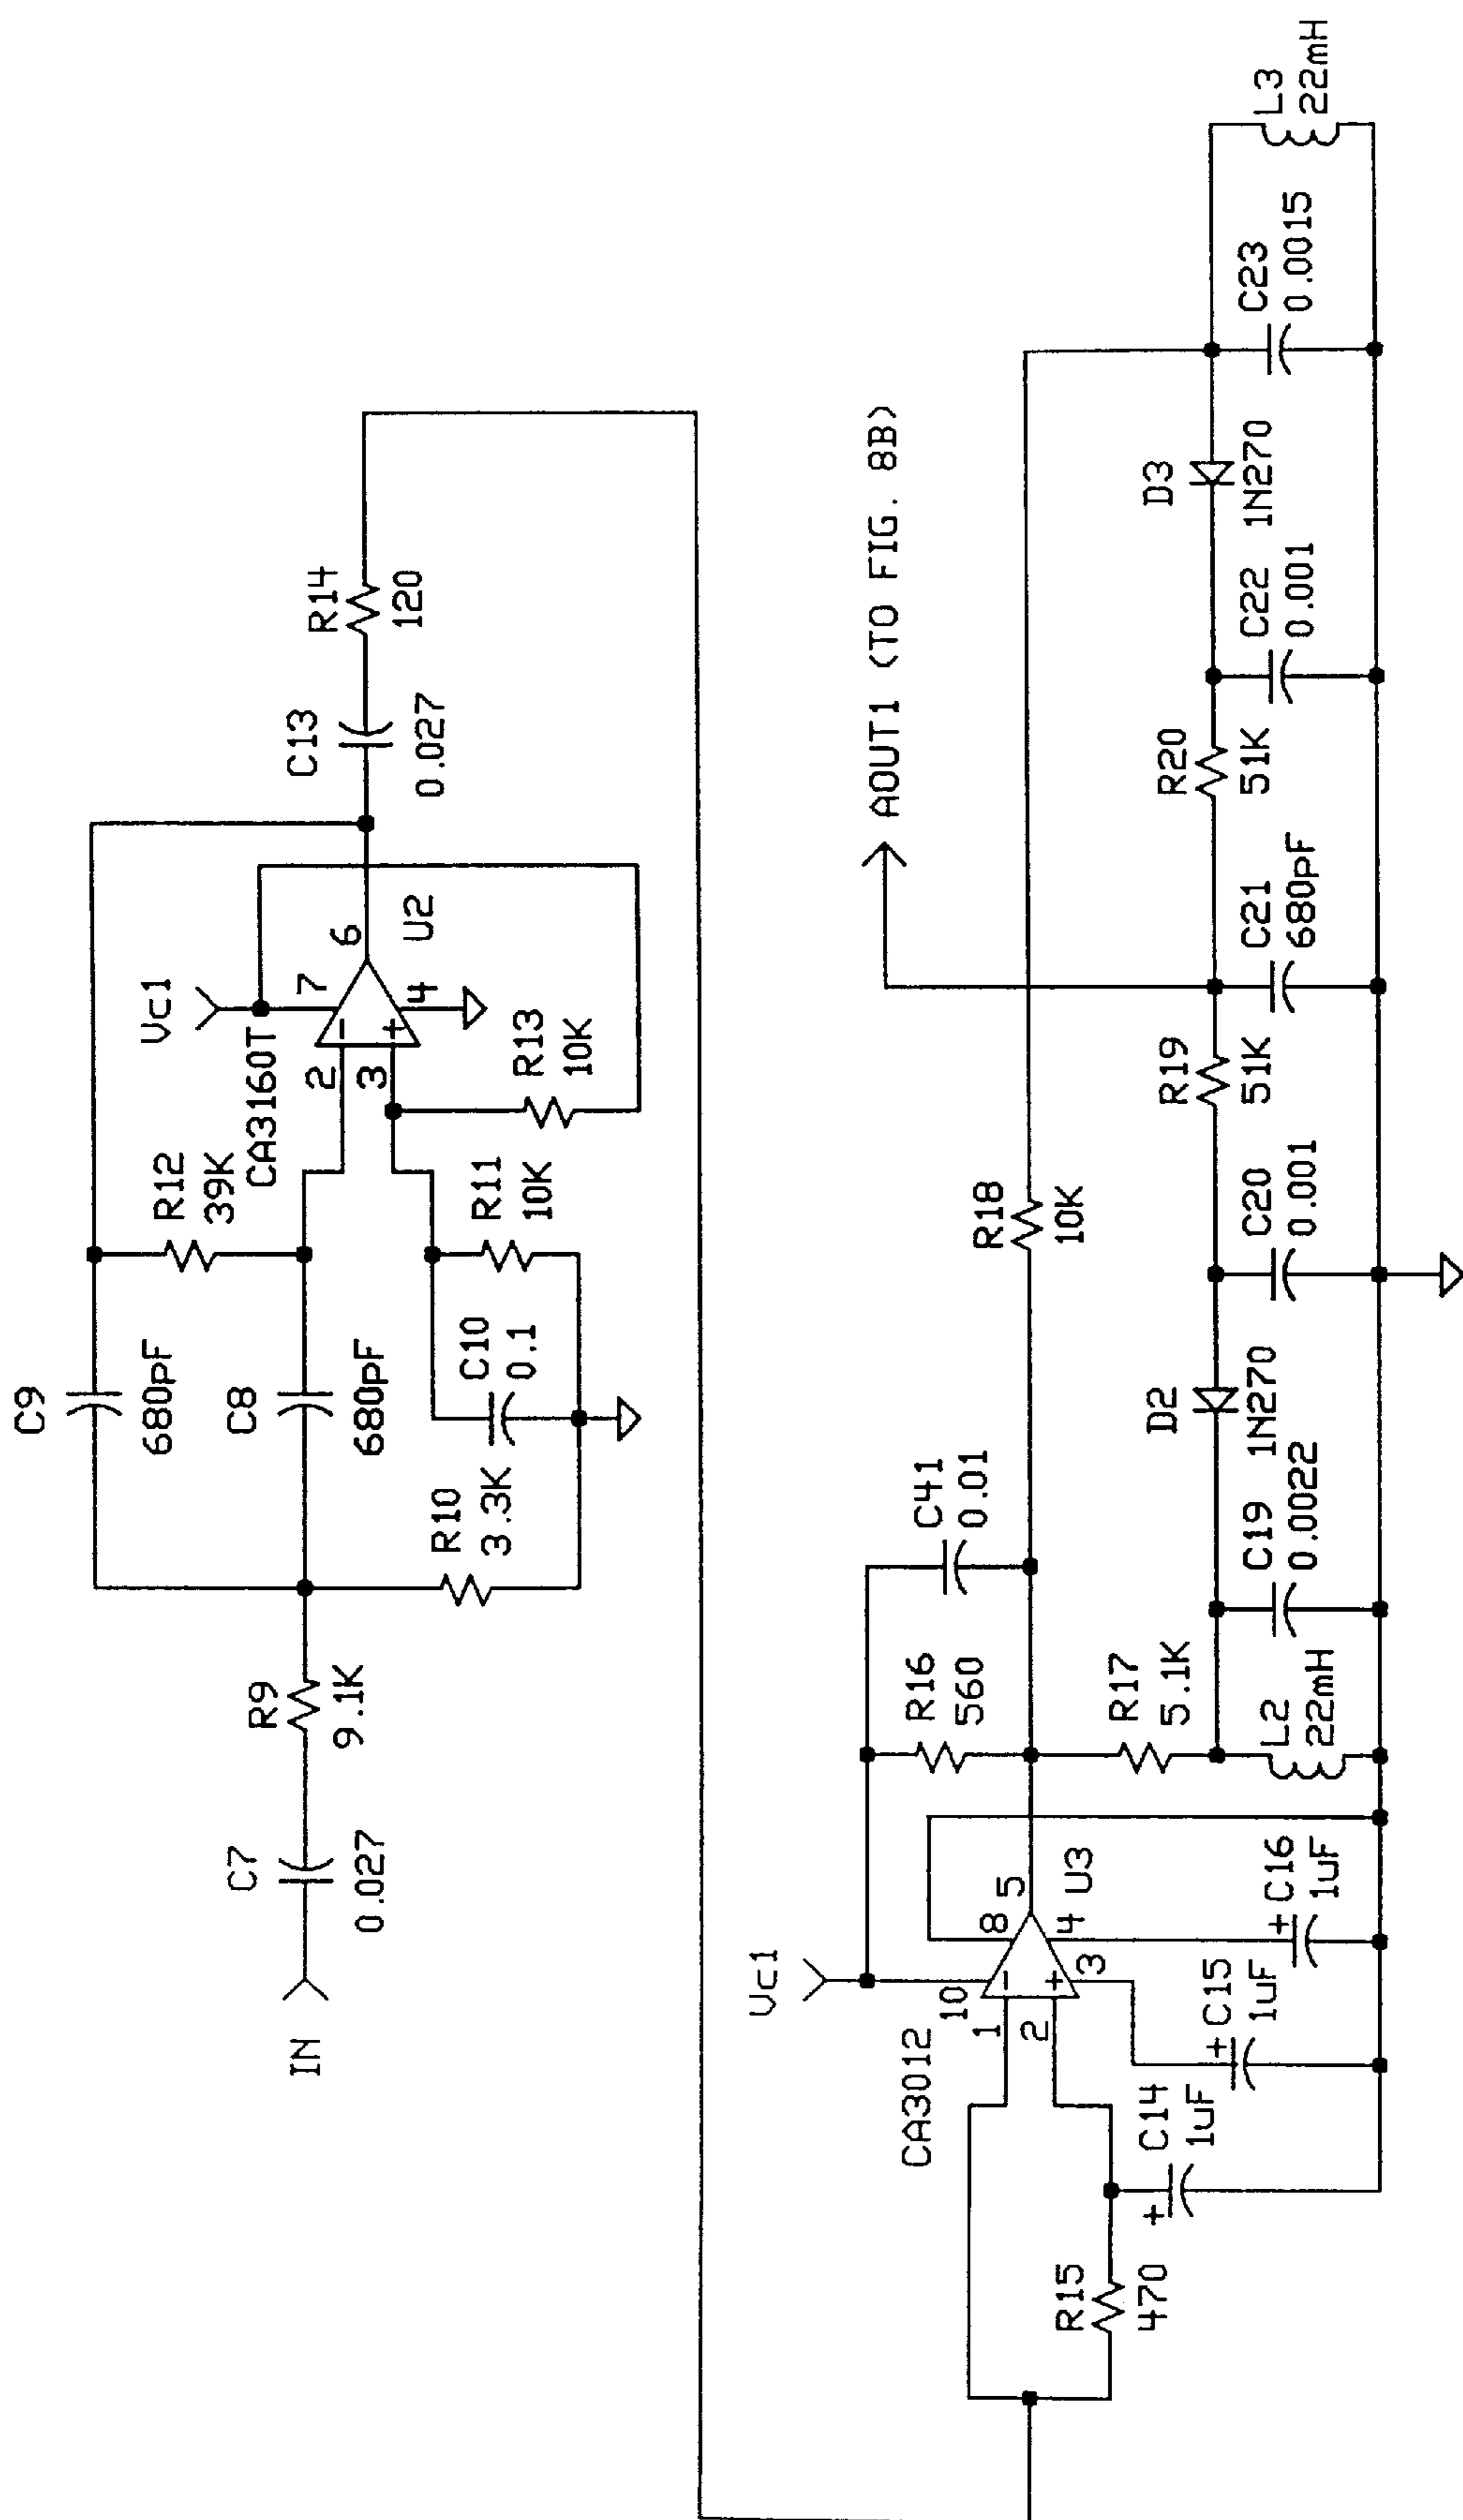 IN
C7
0.027
R9
9.1K
C9
680pF
C8
680pF
R10
3.3K
C10
0.1
R12
39K
R11
10K
CA3160T
Vc1
2
3
7
4
6
U2
R13
10K
C13
0.027
R14
120
R15
470
+
C14
1uF
CA3012
Vc1
10
1
2
8
5
4
3
U3
+
C15
1uF
+
C16
1uF
R16
560
C41
0.01
R17
5.1K
L2
22mH
C19
0.0022
D2
1N270
C20
0.001
R18
10K
R19
51K
AOUT1 (TO FIG. 8B)
C21
680pF
R20
51K
C22
0.001
D3
1N270
C23
0.0015
L3
22mH